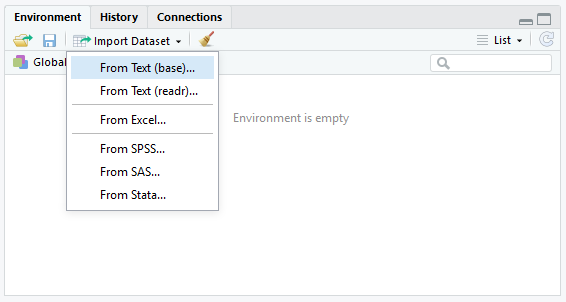 Environment History Connections
Import Dataset List
Global
From Text (base)...
From Text (readr)...
From Excel...
From SPSS...
From SAS...
From Stata...
Environment is empty